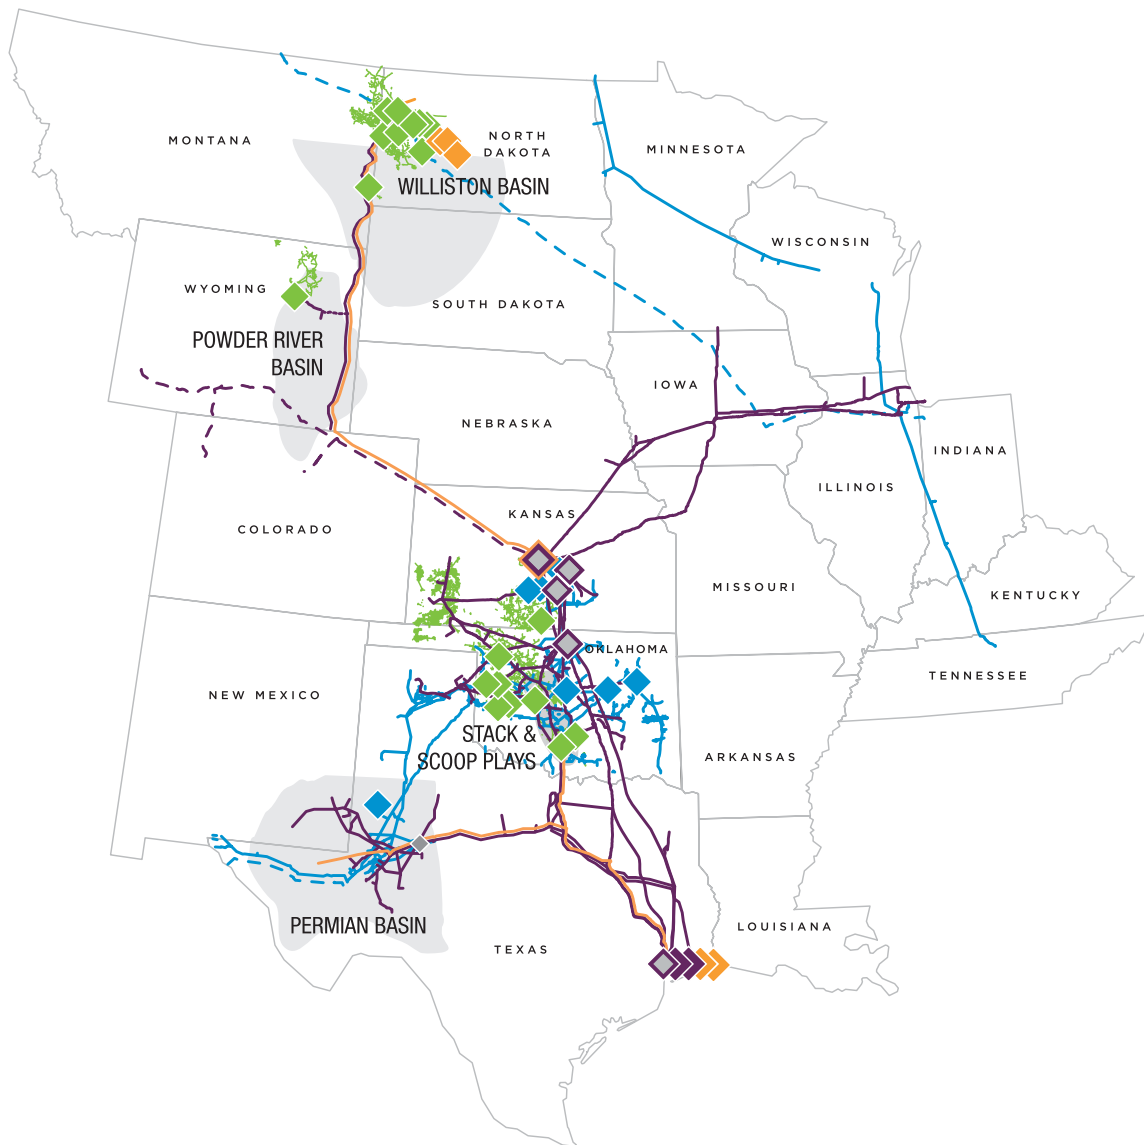 MONTANA
NORTH
DAKOTA
MINNESOTA
WILLISTON BASIN
WISCONSIN
WYOMING
SOUTH DAKOTA
POWDER RIVER
BASIN
IOWA
NEBRASKA
INDIANA
ILLINOIS
KANSAS
COLORADO
MISSOURI
KENTUCKY
OKLAHOMA
TENNESSEE
NEW MEXICO
STACK &
SCOOP PLAYS
ARKANSAS
PERMIAN BASIN
LOUISIANA
TEXAS